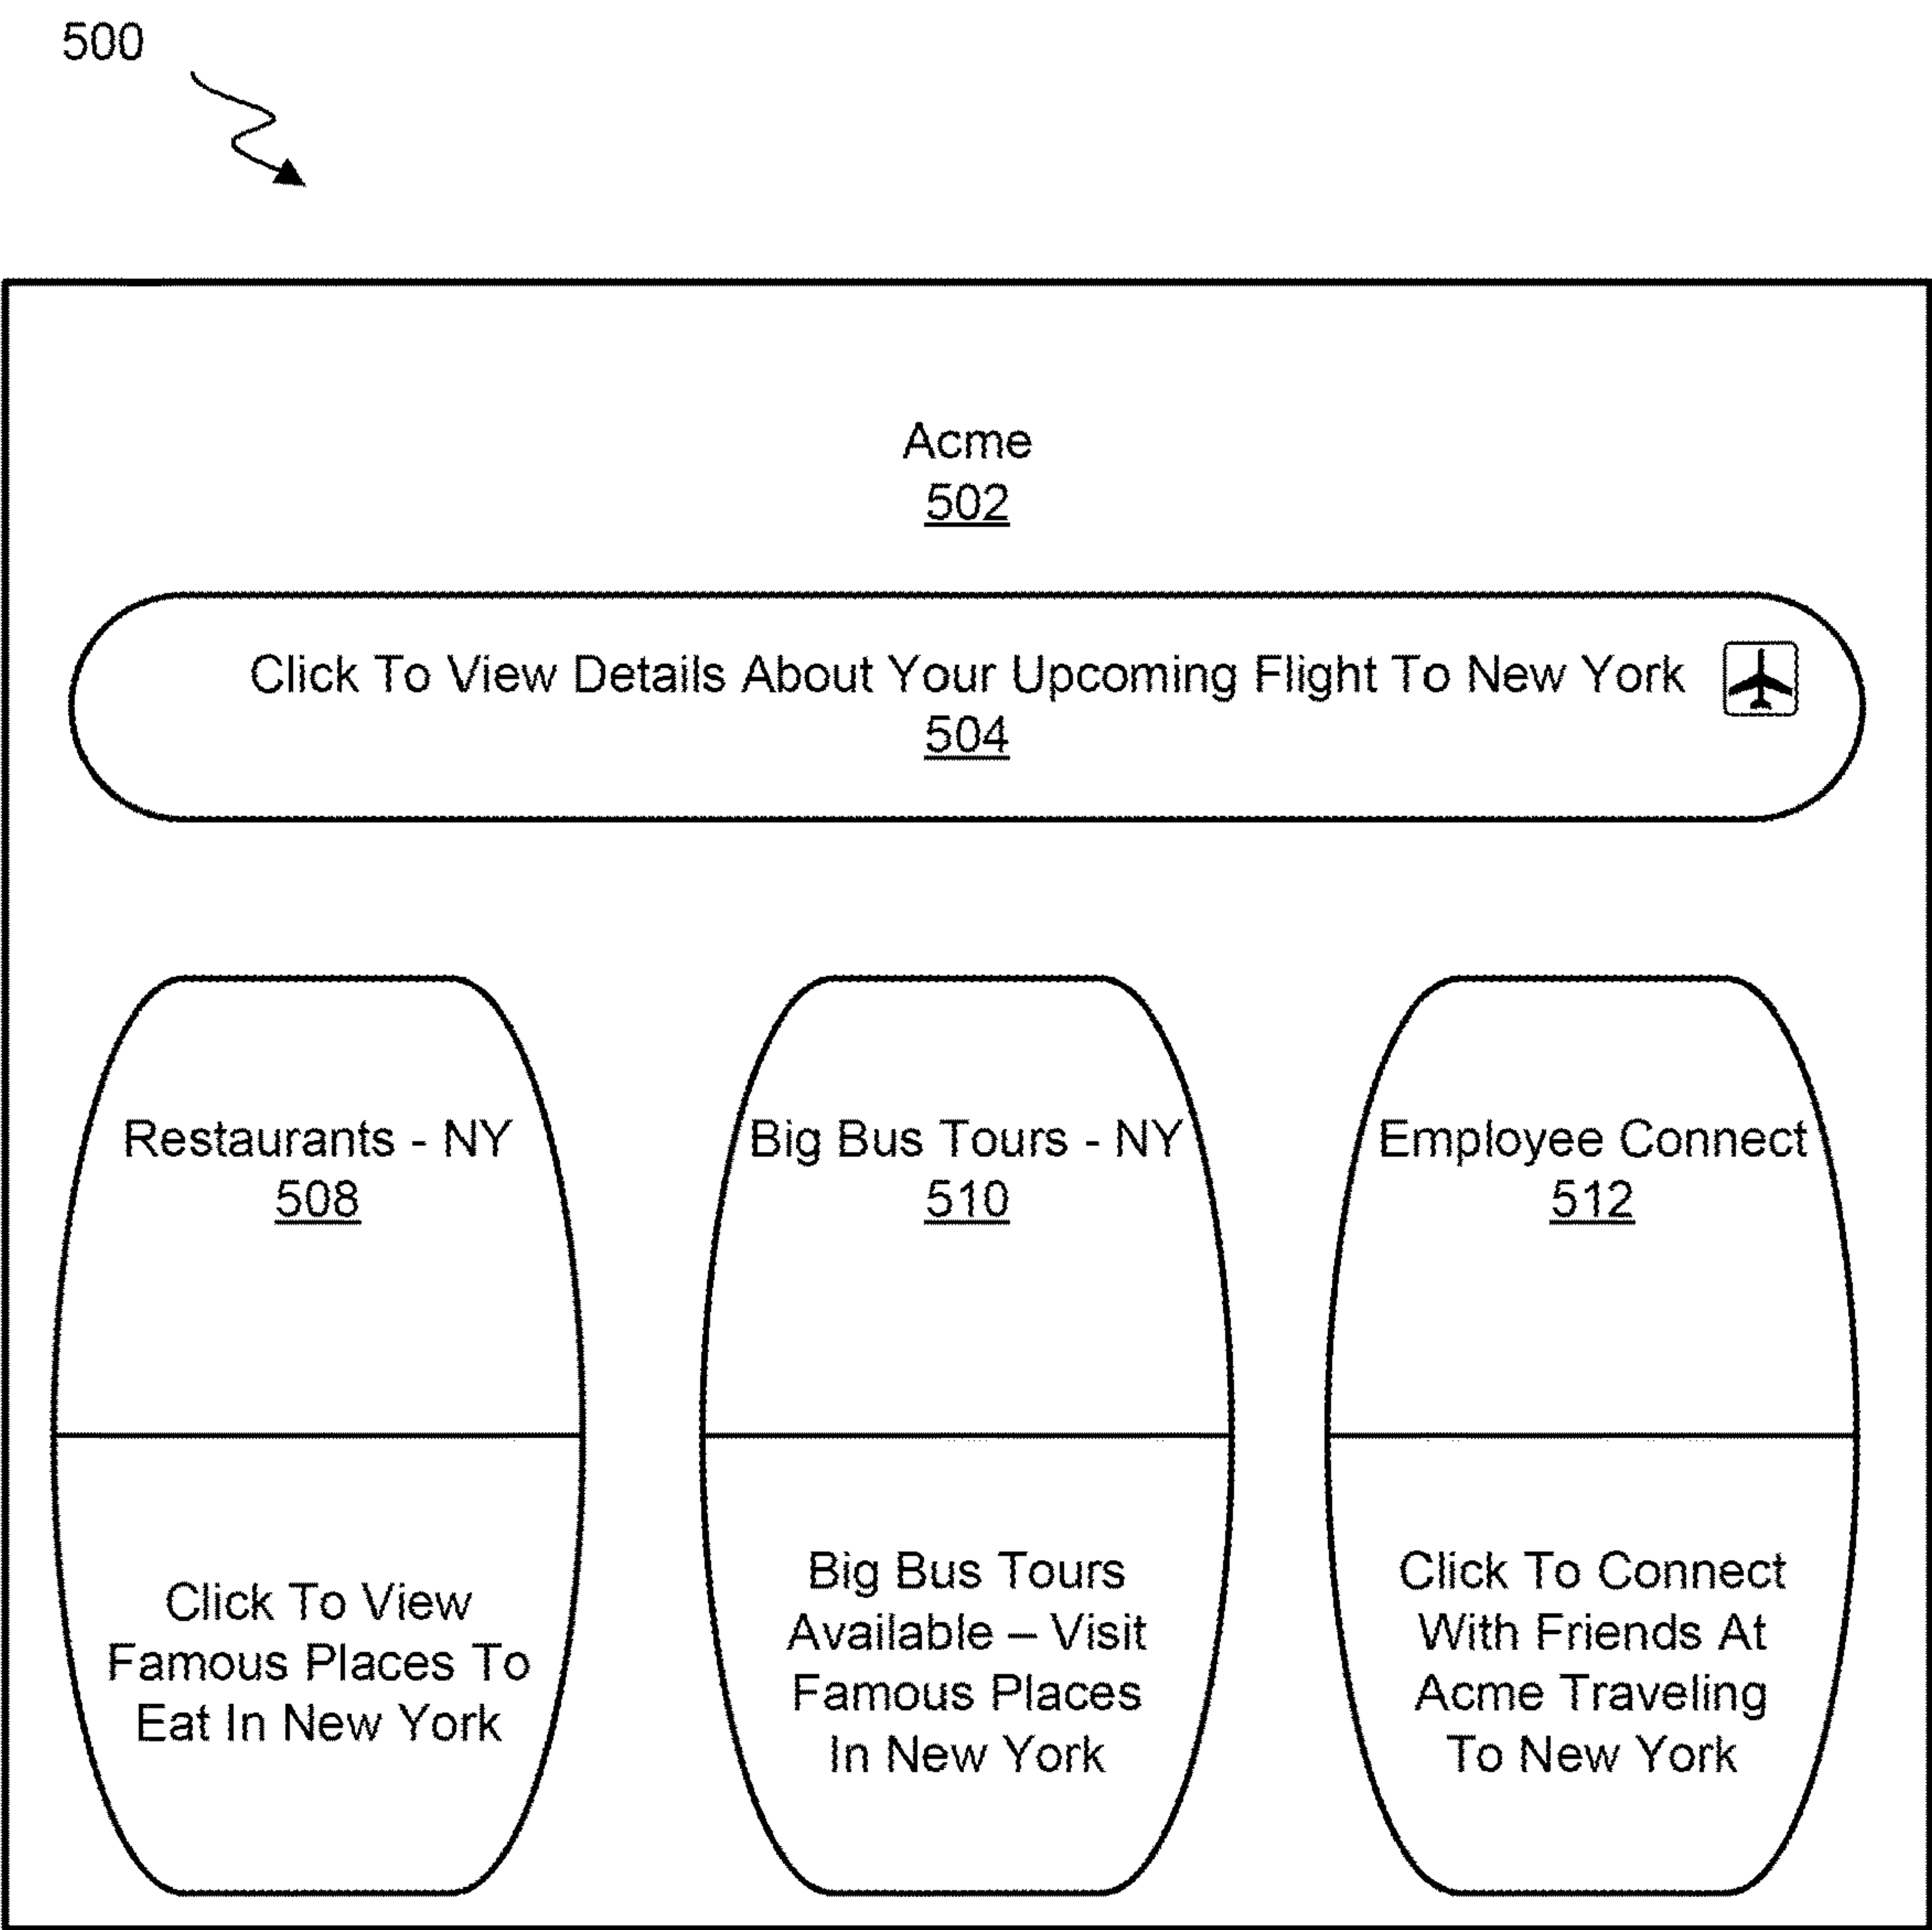 500
Acme
502
Click To View Details About Your Upcoming Flight To New York
504
Restaurants - NY
508
Click To View
Famous Places To
Eat In New York
Big Bus Tours - NY
510
Big Bus Tours
Available – Visit
Famous Places
In New York
Employee Connect
512
Click To Connect
With Friends At
Acme Traveling
To New York